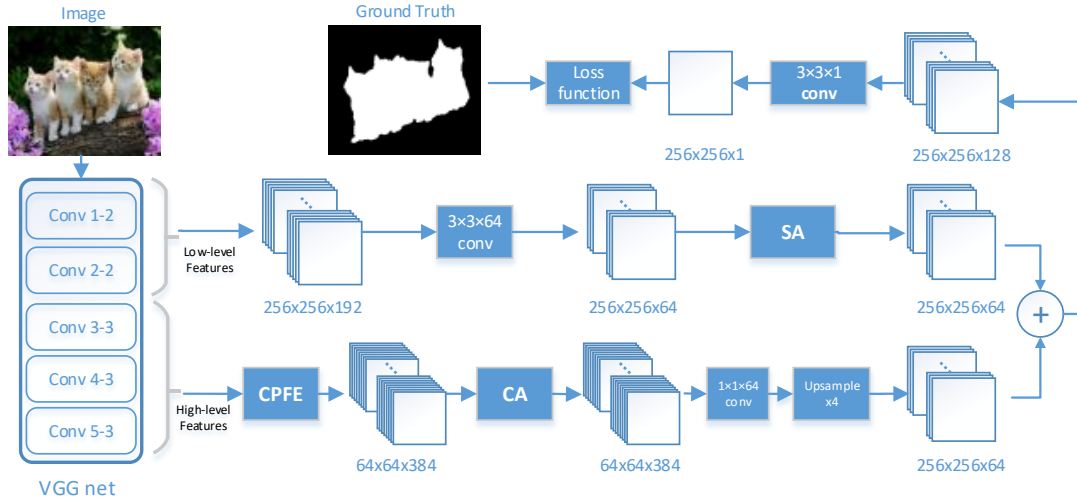 Image
Ground Truth
Loss
function
3×3×1
conv
256x256x1
256x256x128
Conv 1-2
Conv 2-2
Conv 3-3
Conv 4-3
Conv 5-3
VGG net
Low-level
Features
256x256x192
3×3×64
conv
256x256x64
SA
256x256x64
+
High-level
Features
CPFE
64x64x384
CA
64x64x384
1×1×64
conv
Upsample
x4
256x256x64